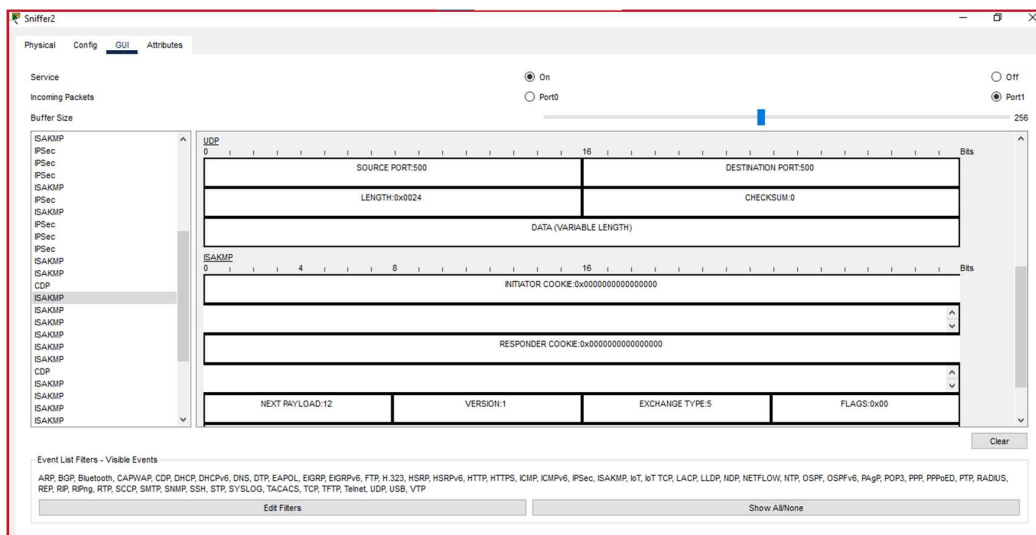 Sniffer2
Physical Config GUI Attributes
Service On Off
Incoming Packets Port0 Port1
Buffer Size 256
ISAKMP
IPSec
IPSec
IPSec
ISAKMP
IPSec
ISAKMP
IPSec
IPSec
IPSec
ISAKMP
ISAKMP
CDP
ISAKMP
ISAKMP
ISAKMP
ISAKMP
ISAKMP
ISAKMP
CDP
ISAKMP
ISAKMP
ISAKMP
ISAKMP
UDP
0 16 Bits
SOURCE PORT:500 DESTINATION PORT:500
LENGTH:0x0024 CHECKSUM:0
DATA (VARIABLE LENGTH)
ISAKMP
0 4 8 16 Bits
INITIATOR COOKIE:0x0000000000000000
RESPONDER COOKIE:0x0000000000000000
NEXT PAYLOAD:12 VERSION:1 EXCHANGE TYPE:5 FLAGS:0x00
Clear
Event List Filters - Visible Events
ARP, BGP, Bluetooth, CAPWAP, CDP, DHCP, DHCPv6, DNS, DTP, EAPOL, EIGRP, EIGRPv6, FTP, H.323, HSRP, HSRPv6, HTTP, HTTPS, ICMP, ICMPv6, IPSec, ISAKMP, IoT, IoT TCP, LACP, LLDP, NDP, NETFLOW, NTP, OSPF, OSPFv6, PAgP, POP3, PPP, PPPoED, PTP, RADIUS,
REP, RIP, RIPng, RTP, SCCP, SMTP, SNMP, SSH, STP, SYSLOG, TACACS, TCP, TFTP, Telnet, UDP, USB, VTP
Edit Filters Show All/None